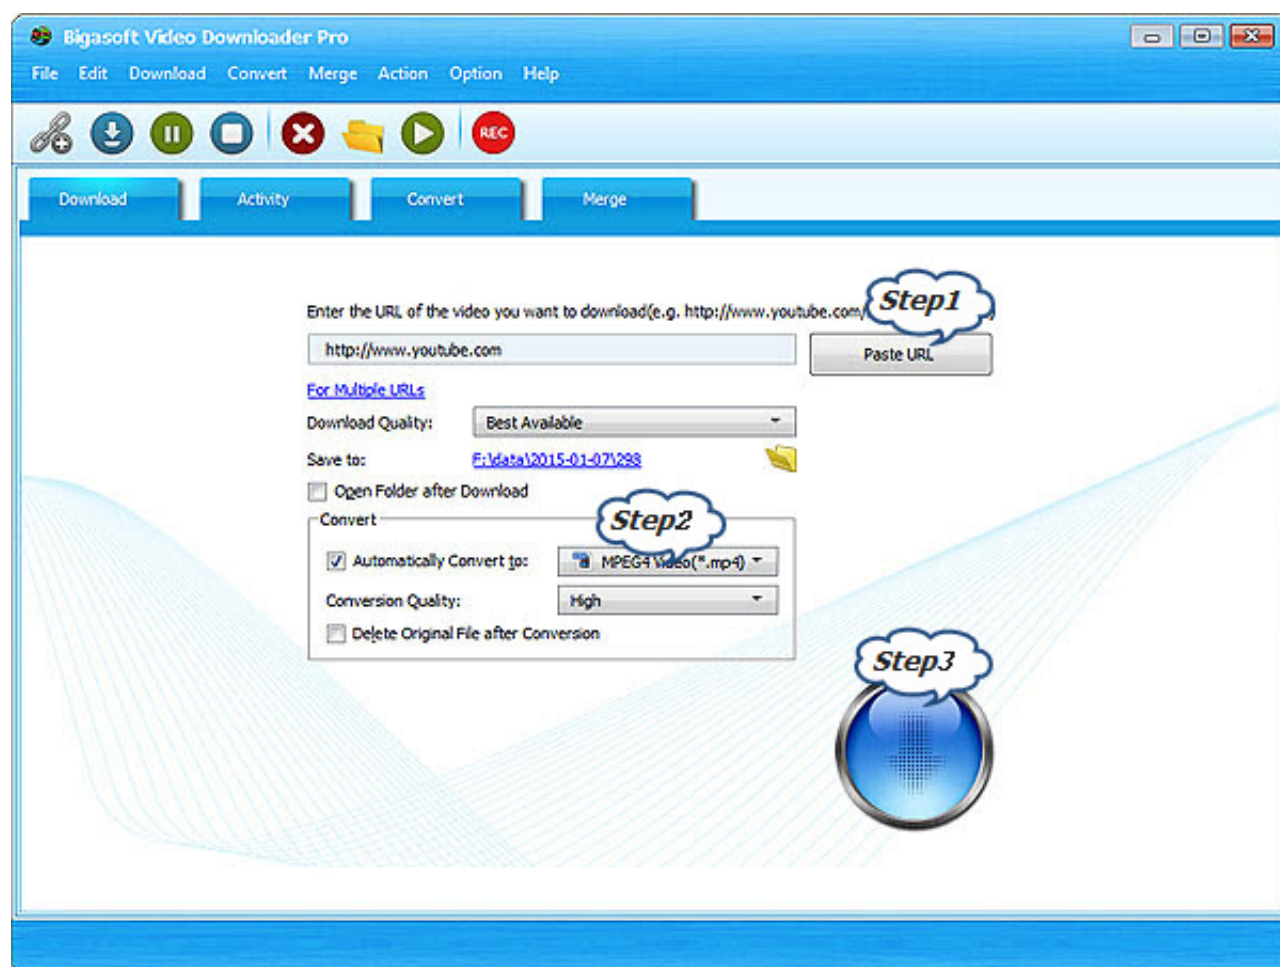 Bigasoft Video Downloader Pro
File Edit Download Convert Merge Action Option Help
REC
Download Activity Convert Merge
Step1
Enter the URL of the video you want to download(e.g. http://www.youtube.com/
http://www.youtube.com
Paste URL
For Multiple URLs
Download Quality: Best Available
Save to: F:\data\2015-01-07\298
Open Folder after Download
Convert
Step2
Automatically Convert to: MPEG4 Video(*.mp4)
Conversion Quality: High
Delete Original File after Conversion
Step3